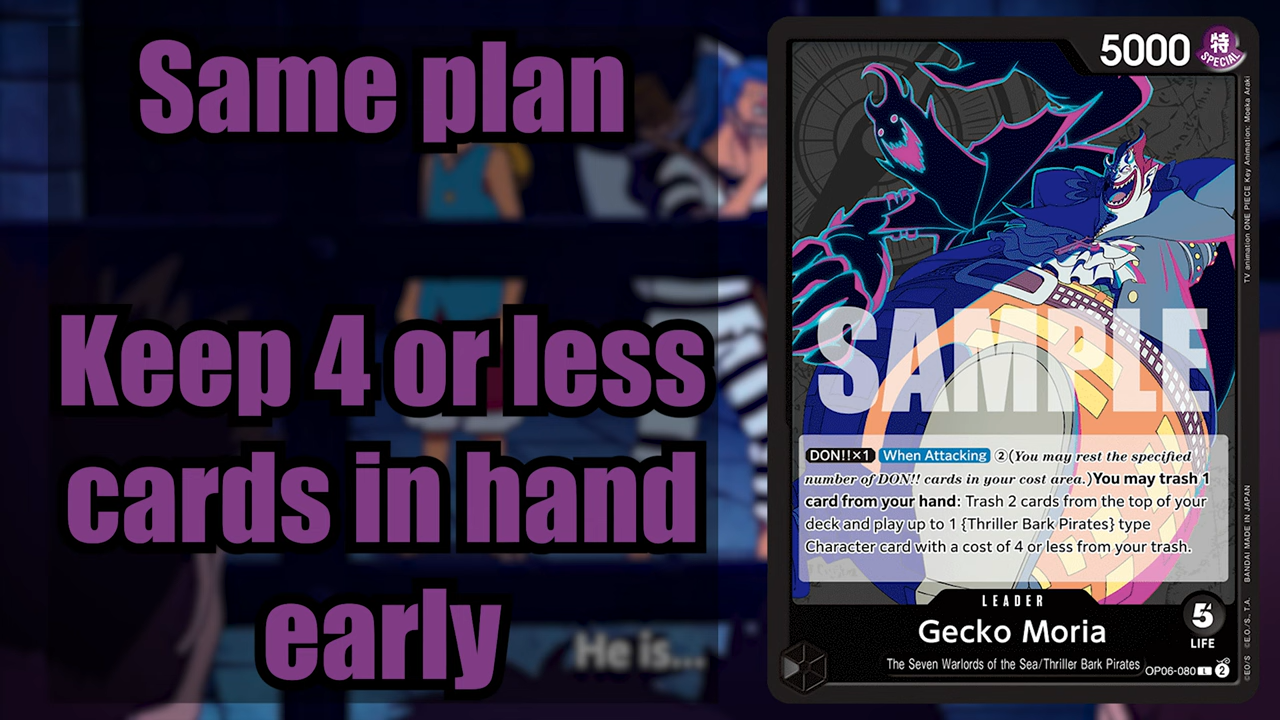 Same plan
Keep 4 or less
cards in hand
early
He is...
5000 特
SPECIAL
SAMPLE
DON!!×1 When Attacking ②(You may rest the specified
number of DON!! cards in your cost area.)You may trash 1
card from your hand: Trash 2 cards from the top of your
deck and play up to 1 {Thriller Bark Pirates} type
Character card with a cost of 4 or less from your trash.
LEADER
Gecko Moria
The Seven Warlords of the Sea/Thriller Bark Pirates
5
LIFE
OP06-080 L 2
TV animation ONE PIECE Key Animation: Moeka Araki
©E.O./S., T.A. BANDAI MADE IN JAPAN